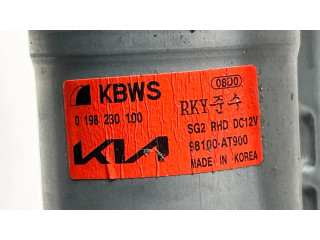 KBWS
08D0
0 198 230 100
RKY준수
SG2 RHD DC12V
KIA
98100-AT900
MADE IN KOREA